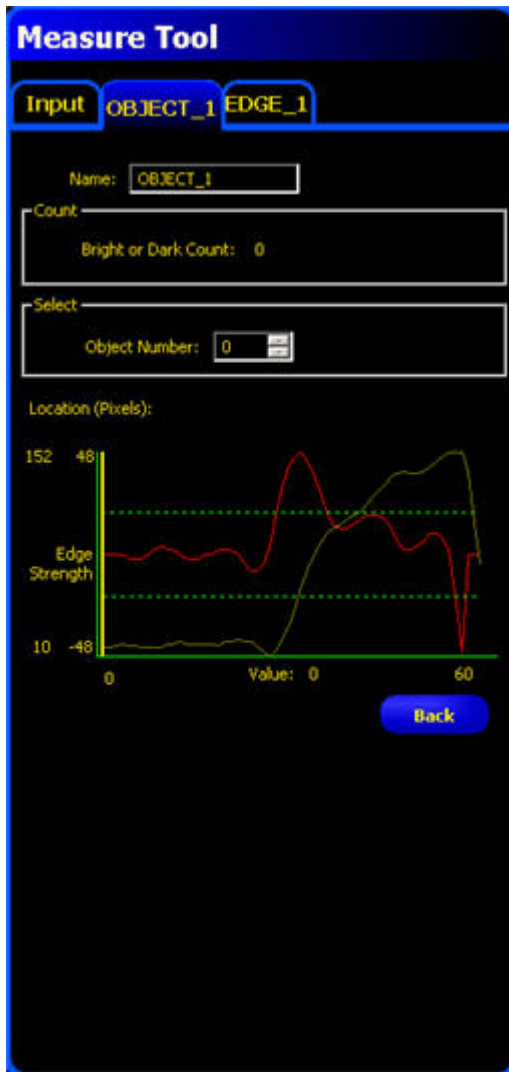 Measure Tool
Input OBJECT_1 EDGE_1
Name: OBJECT_1
Count
Bright or Dark Count: 0
Select
Object Number: 0
Location (Pixels):
152 48
Edge
Strength
10 -48
0 Value: 0 60
Back